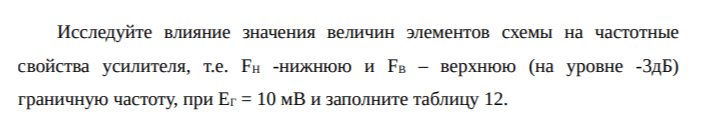 Исследуйте влияние значения величин элементов схемы на частотные
свойства усилителя, т.е. Fн -нижнюю и Fв – верхнюю (на уровне -3дБ)
граничную частоту, при Eг = 10 мВ и заполните таблицу 12.